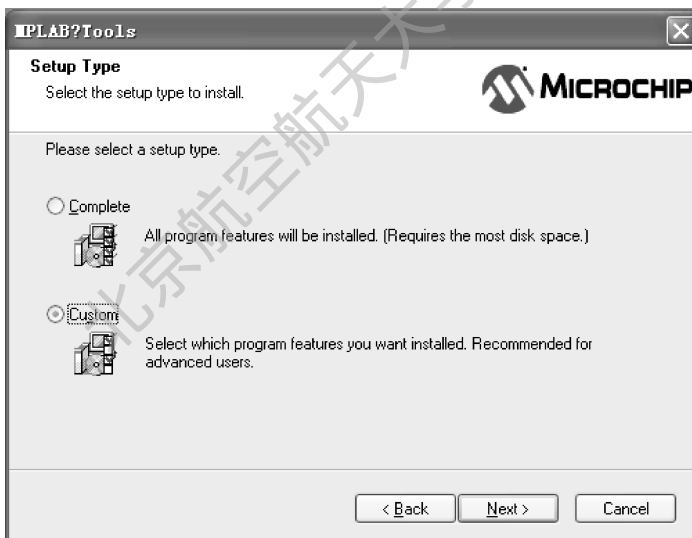 MPLAB?Tools
Setup Type
Select the setup type to install.
MICROCHIP
Please select a setup type.
Complete
All program features will be installed. (Requires the most disk space.)
Custom
Select which program features you want installed. Recommended for
advanced users.
< Back
Next >
Cancel
北京航空航天大学